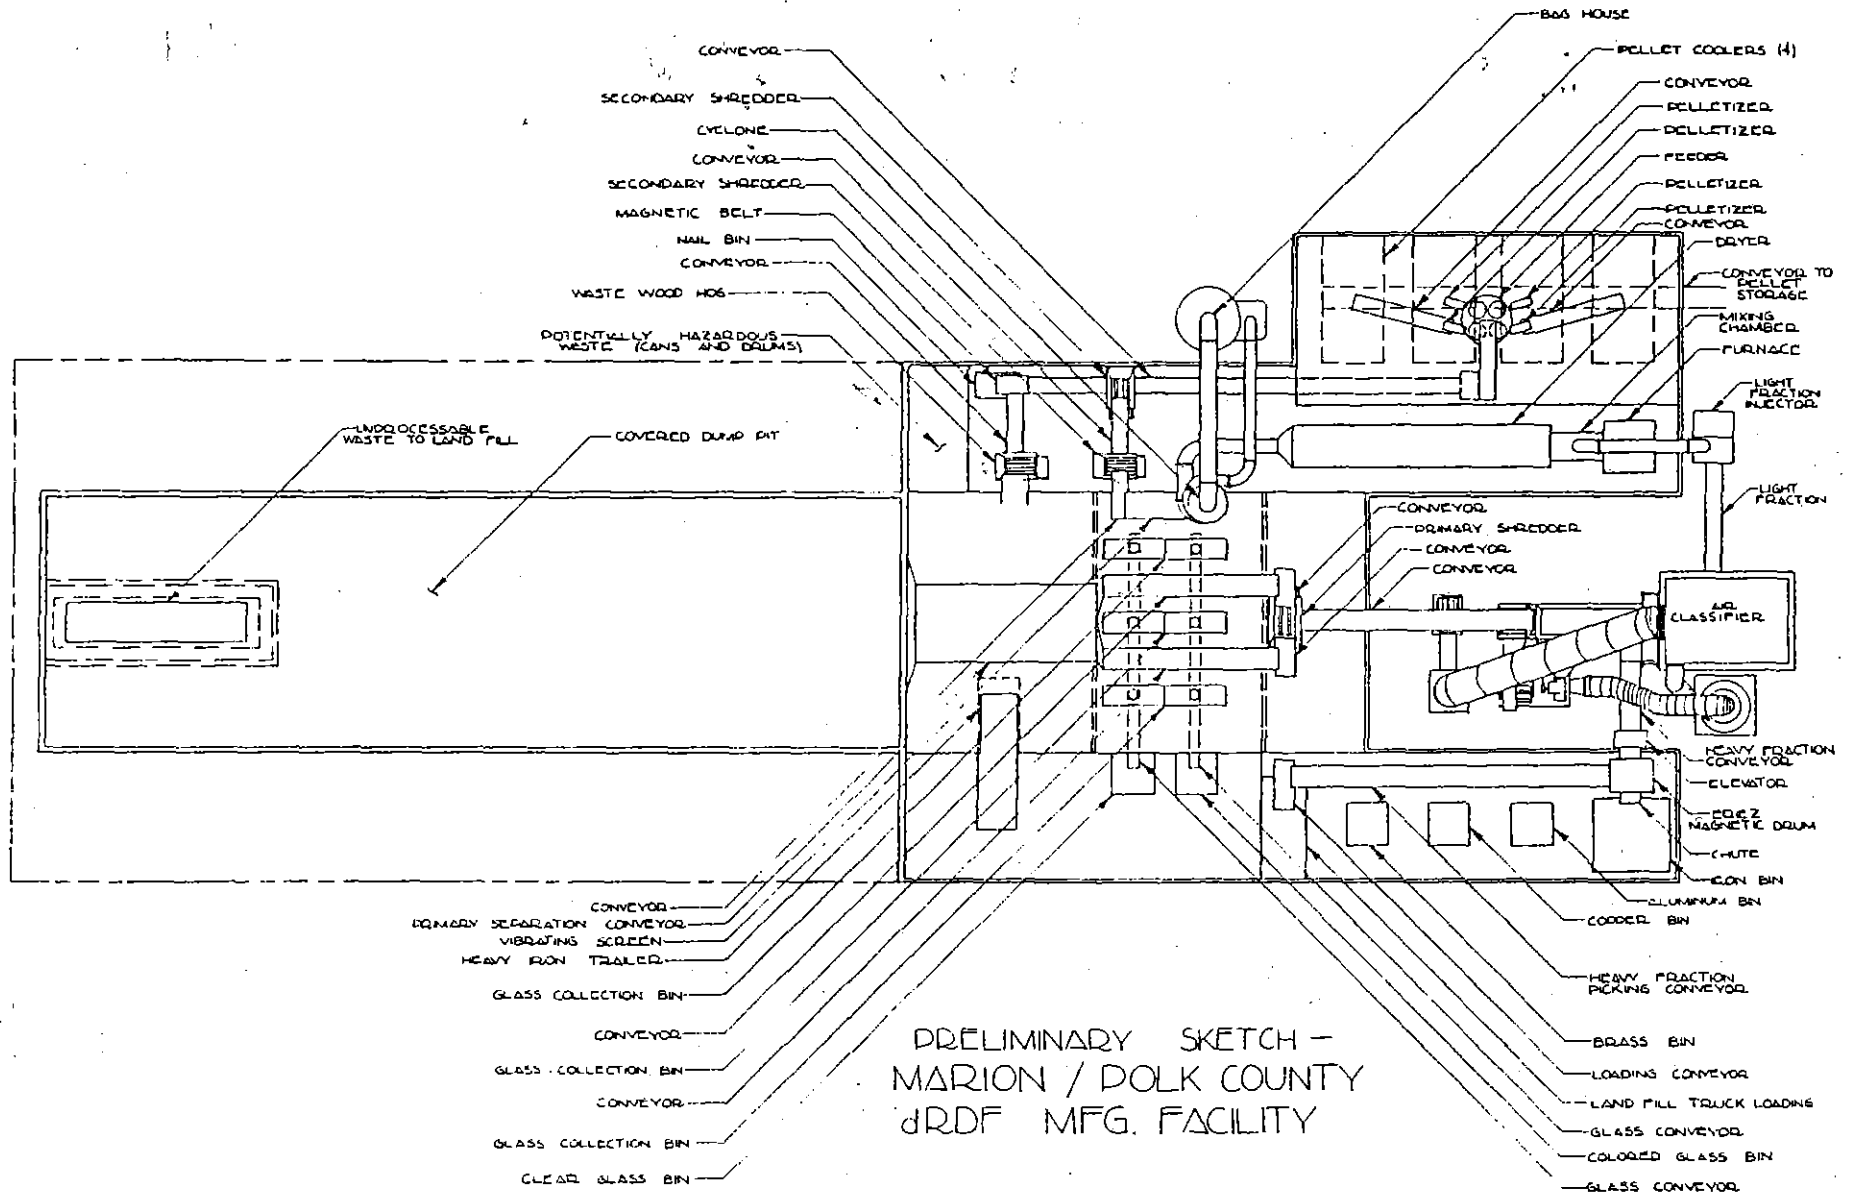 BAG HOUSE
PELLET COOLERS (4)
CONVEYOR
PELLETIZER
PELLETIZER
FEEDER
PELLETIZER
PELLETIZER
CONVEYOR
DRYER
CONVEYOR TO
PELLET
STORAGE
MIXING
CHAMBER
FURNACE
LIGHT
FRACTION
INJECTOR
LIGHT
FRACTION
CONVEYOR
SECONDARY SHREDDER
CYCLONE
CONVEYOR
SECONDARY SHREDDER
MAGNETIC BELT
NAIL BIN
CONVEYOR
WASTE WOOD HOG
POTENTIALLY HAZARDOUS
WASTE (CANS AND DRUMS)
UNPROCESSABLE
WASTE TO LAND FILL
COVERED DUMP PIT
CONVEYOR
PRIMARY SHREDDER
CONVEYOR
CONVEYOR
AIR
CLASSIFIER
HEAVY FRACTION
CONVEYOR
ELEVATOR
ERIEZ
MAGNETIC DRUM
CHUTE
IRON BIN
ALUMINUM BIN
COPPER BIN
HEAVY FRACTION
PICKING CONVEYOR
BRASS BIN
LOADING CONVEYOR
LAND FILL TRUCK LOADING
GLASS CONVEYOR
COLORED GLASS BIN
GLASS CONVEYOR
CONVEYOR
PRIMARY SEPARATION CONVEYOR
VIBRATING SCREEN
HEAVY IRON TRAILER
GLASS COLLECTION BIN
CONVEYOR
GLASS COLLECTION BIN
CONVEYOR
GLASS COLLECTION BIN
CLEAR GLASS BIN
PRELIMINARY SKETCH -
MARION / POLK COUNTY
dRDF MFG. FACILITY